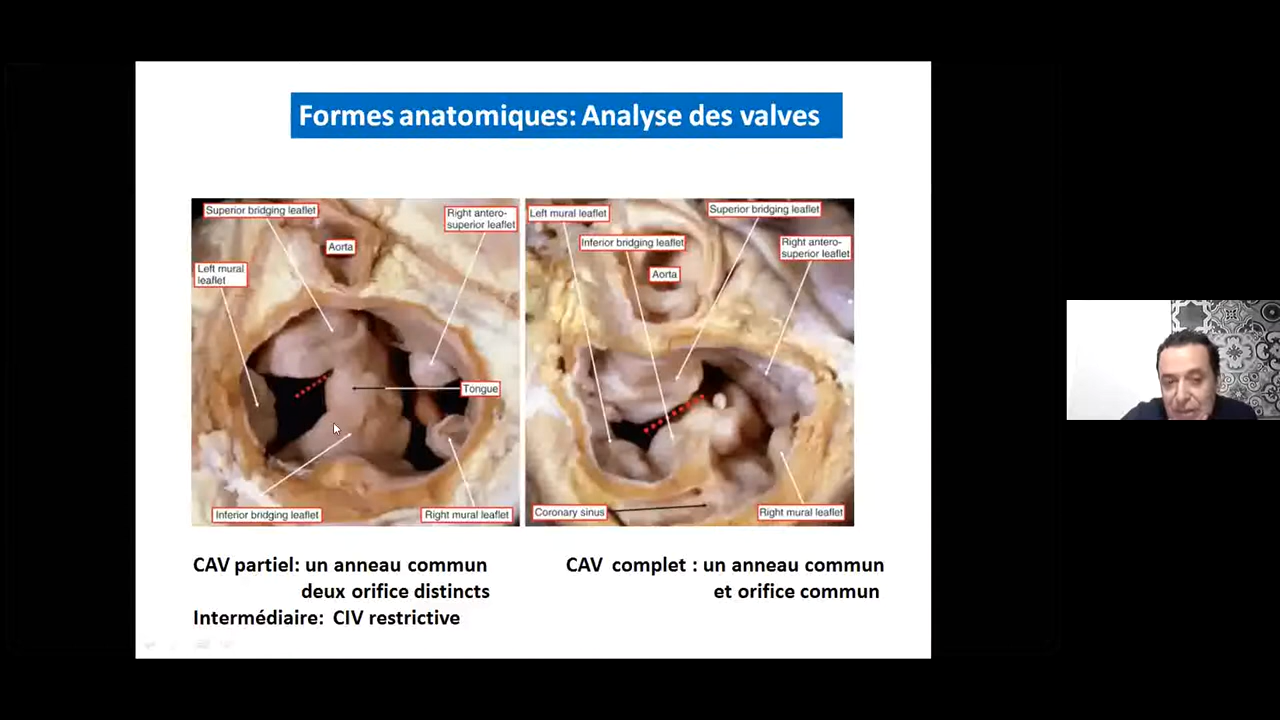 Formes anatomiques: Analyse des valves
Superior bridging leaflet
Right antero-
superior leaflet
Aorta
Left mural
leaflet
Tongue
Inferior bridging leaflet
Right mural leaflet
Left mural leaflet
Superior bridging leaflet
Inferior bridging leaflet
Right antero-
superior leaflet
Aorta
Coronary sinus
Right mural leaflet
CAV partiel: un anneau commun
deux orifice distincts
Intermédiaire: CIV restrictive
CAV complet : un anneau commun
et orifice commun